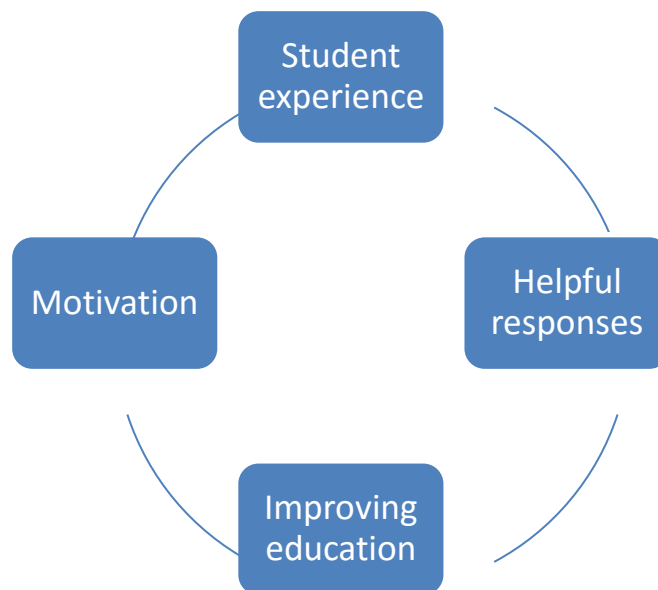 Student
experience
Helpful
responses
Improving
education
Motivation